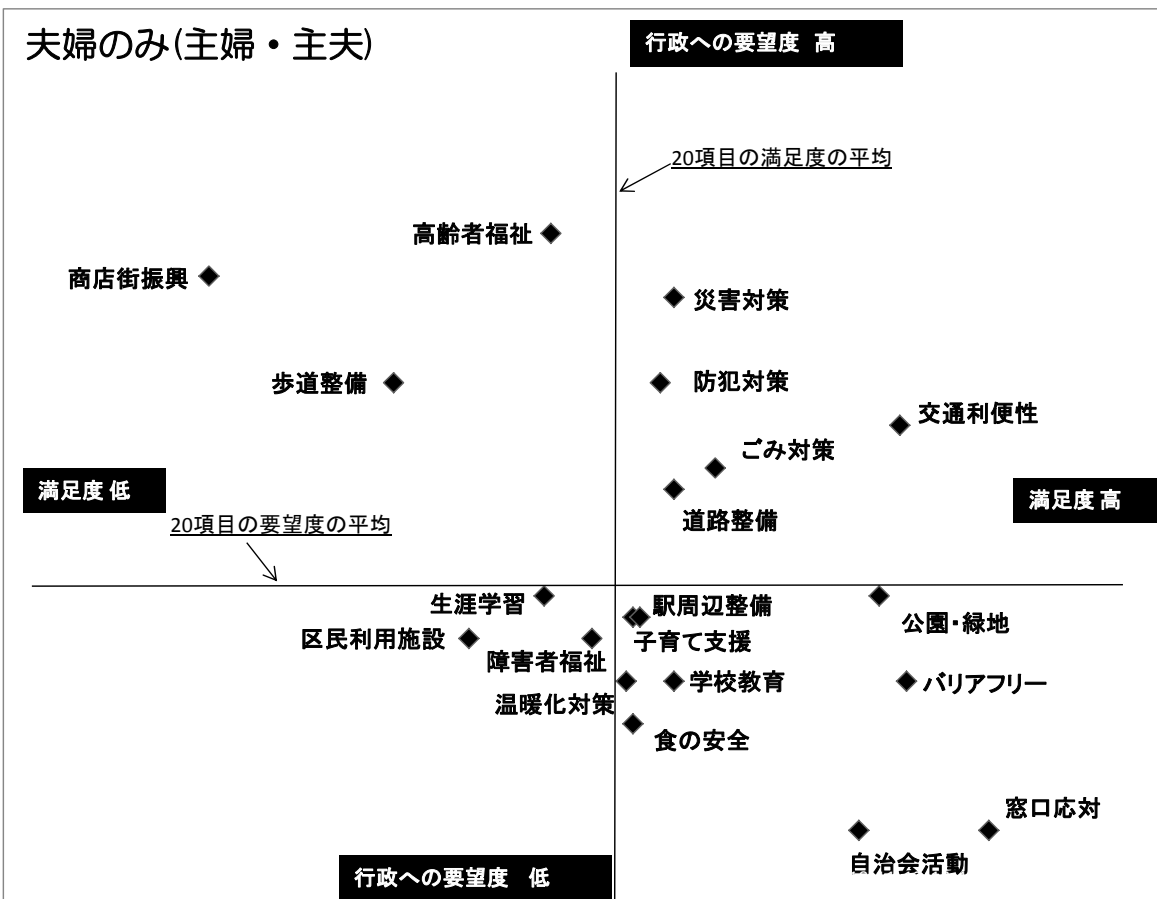 夫婦のみ(主婦・主夫)
行政への要望度 高
20項目の満足度の平均
高齢者福祉
商店街振興
災害対策
歩道整備
防犯対策
交通利便性
ごみ対策
満足度 低
満足度 高
道路整備
20項目の要望度の平均
生涯学習
駅周辺整備
公園・緑地
区民利用施設
子育て支援
障害者福祉
学校教育
バリアフリー
温暖化対策
食の安全
窓口応対
自治会活動
行政への要望度 低